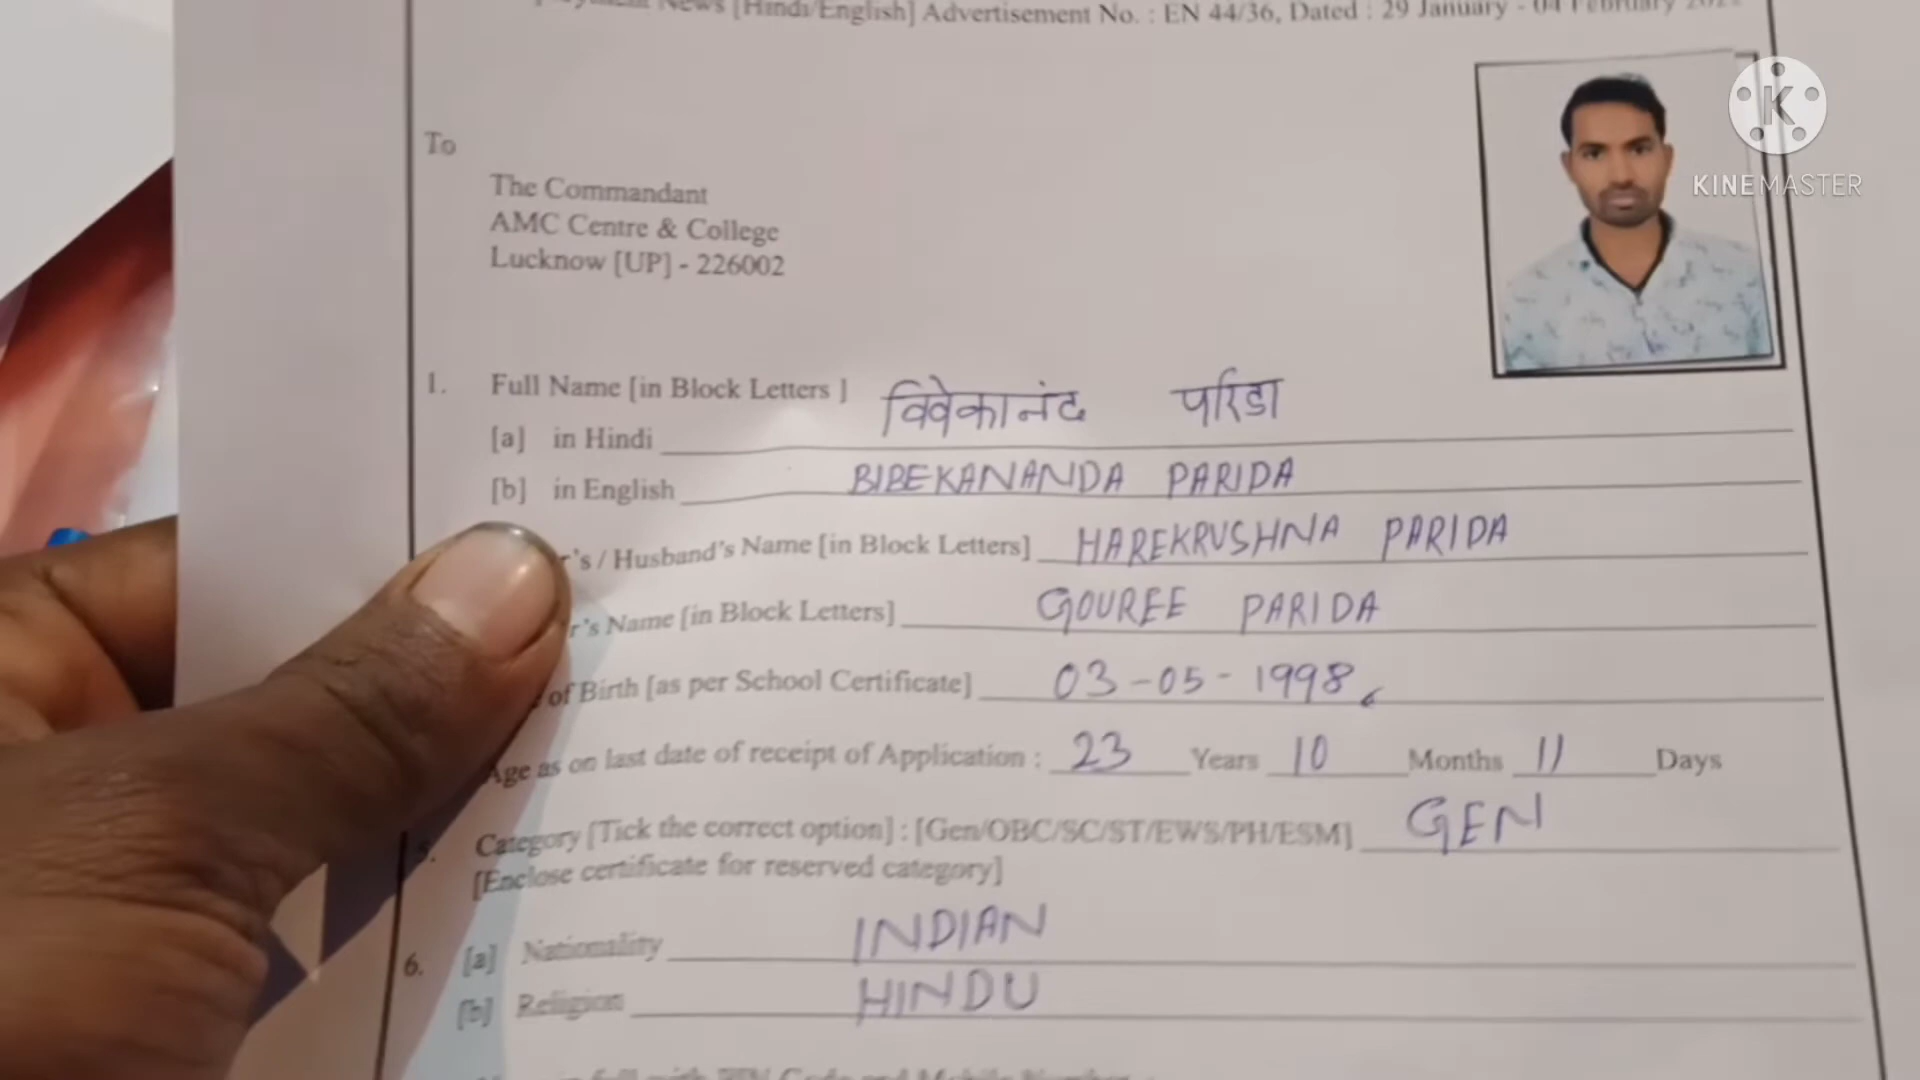 News [Hindi/English] Advertisement No. : EN 44/36, Dated : 29 January - 04 February
KINEMASTER
To
The Commandant
AMC Centre & College
Lucknow [UP] - 226002
1. Full Name [in Block Letters ]
[a] in Hindi विवेकानंद परिडा
[b] in English BIBEKANANDA PARIDA
r's / Husband's Name [in Block Letters] HAREKRUSHNA PARIDA
r's Name [in Block Letters] GOUREE PARIDA
of Birth [as per School Certificate] 03-05-1998
Age as on last date of receipt of Application : 23 Years 10 Months 11 Days
5. Category [Tick the correct option] : [Gen/OBC/SC/ST/EWS/PH/ESM] GEN
[Enclose certificate for reserved category]
6. [a] Nationality INDIAN
[b] Religion HINDU